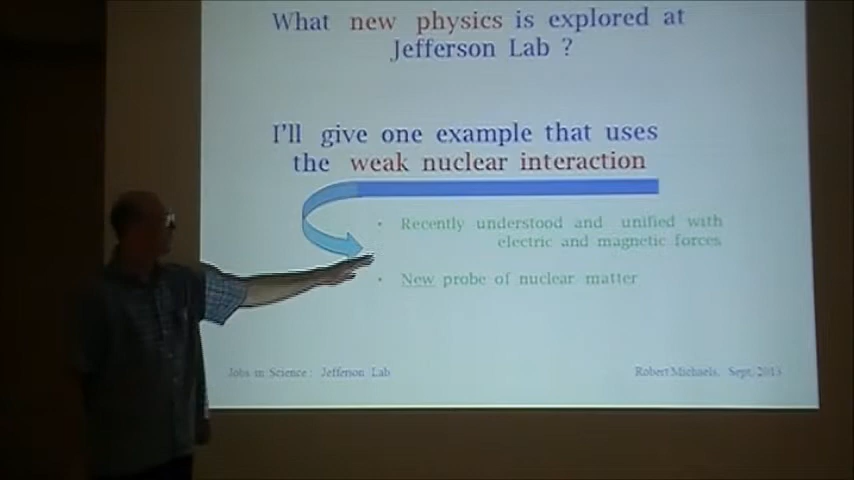 What new physics is explored at
Jefferson Lab ?
I'll give one example that uses
the weak nuclear interaction
• Recently understood and unified with
electric and magnetic forces
• New probe of nuclear matter
Jobs in Science : Jefferson Lab
Robert Michaels, Sept, 2013